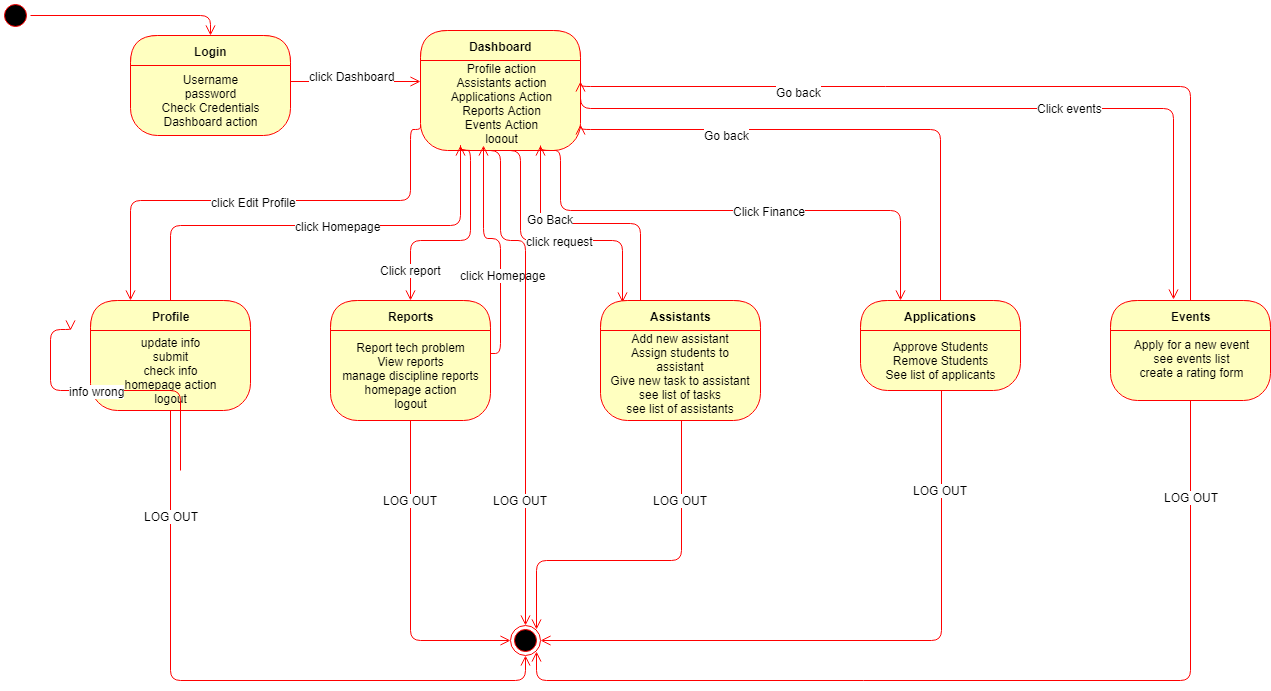 Login
Username
password
Check Credentials
Dashboard action
click Dashboard
Dashboard
Profile action
Assistants action
Applications Action
Reports Action
Events Action
logout
Go back
Click events
Go back
click Edit Profile
click Homepage
Click report
click Homepage
Go Back
click request
Click Finance
Profile
update info
submit
check info
homepage action
logout
info wrong
Reports
Report tech problem
View reports
manage discipline reports
homepage action
logout
Assistants
Add new assistant
Assign students to
assistant
Give new task to assistant
see list of tasks
see list of assistants
Applications
Approve Students
Remove Students
See list of applicants
Events
Apply for a new event
see events list
create a rating form
LOG OUT
LOG OUT
LOG OUT
LOG OUT
LOG OUT
LOG OUT